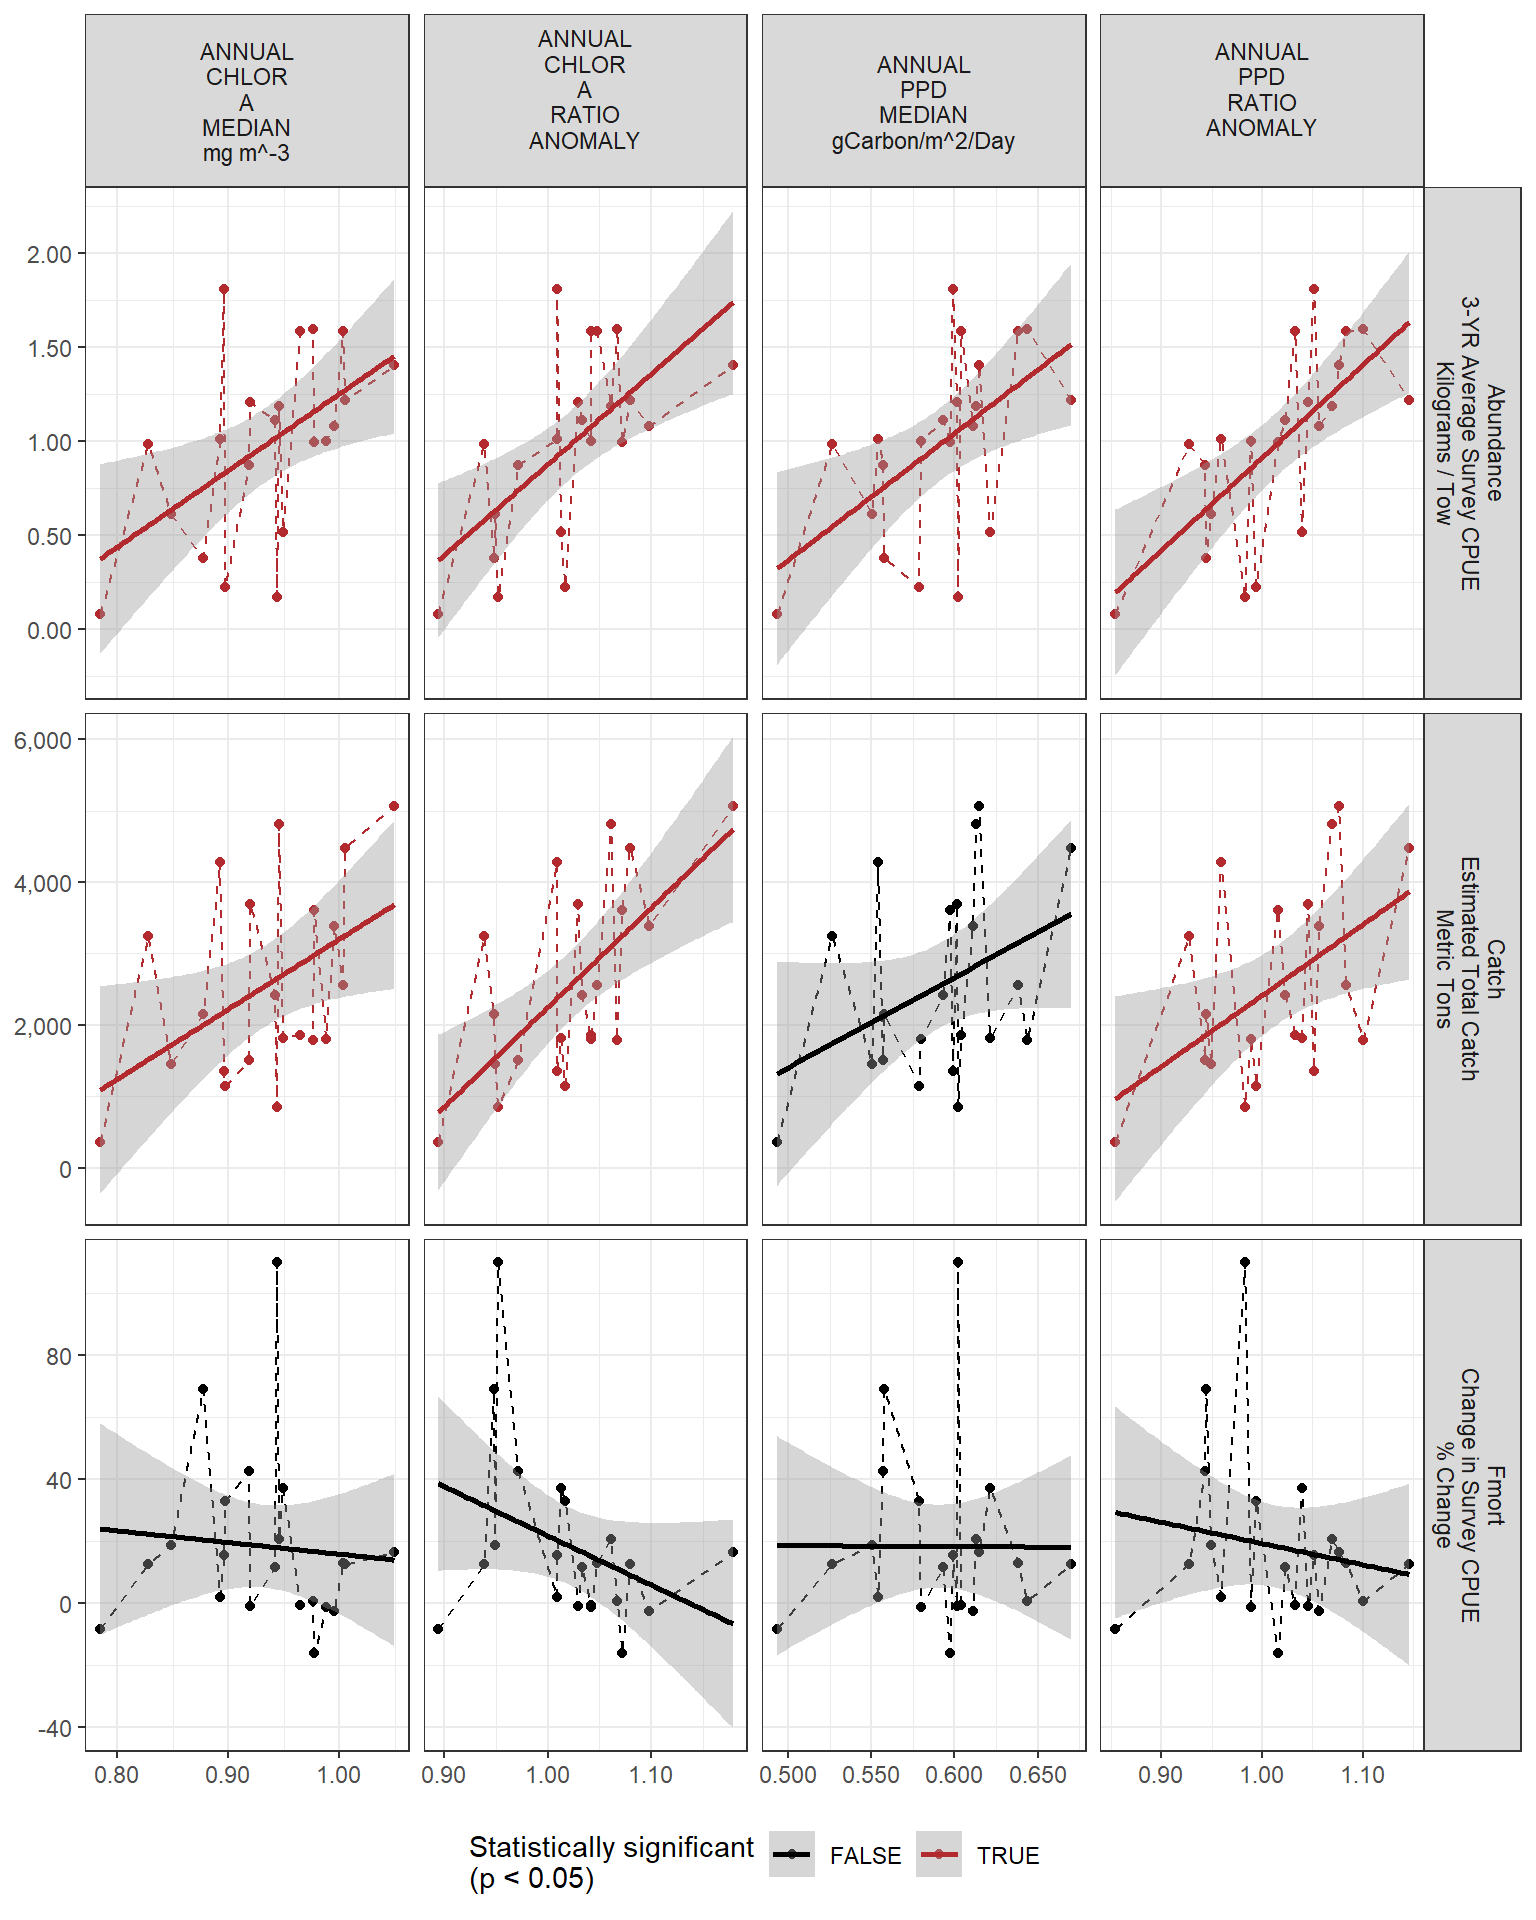 ANNUAL
CHLOR
A
MEDIAN
mg m^-3
ANNUAL
CHLOR
A
RATIO
ANOMALY
ANNUAL
PPD
MEDIAN
gCarbon/m^2/Day
ANNUAL
PPD
RATIO
ANOMALY
2.00
1.50
1.00
0.50
0.00
Abundance
3-YR Average Survey CPUE
Kilograms / Tow
6,000
4,000
2,000
0
Catch
Estimated Total Catch
Metric Tons
80
40
0
-40
Fmort
Change in Survey CPUE
% Change
0.80 0.90 1.00
0.90 1.00 1.10
0.500 0.550 0.600 0.650
0.90 1.00 1.10
Statistically significant
(p < 0.05)
FALSE
TRUE